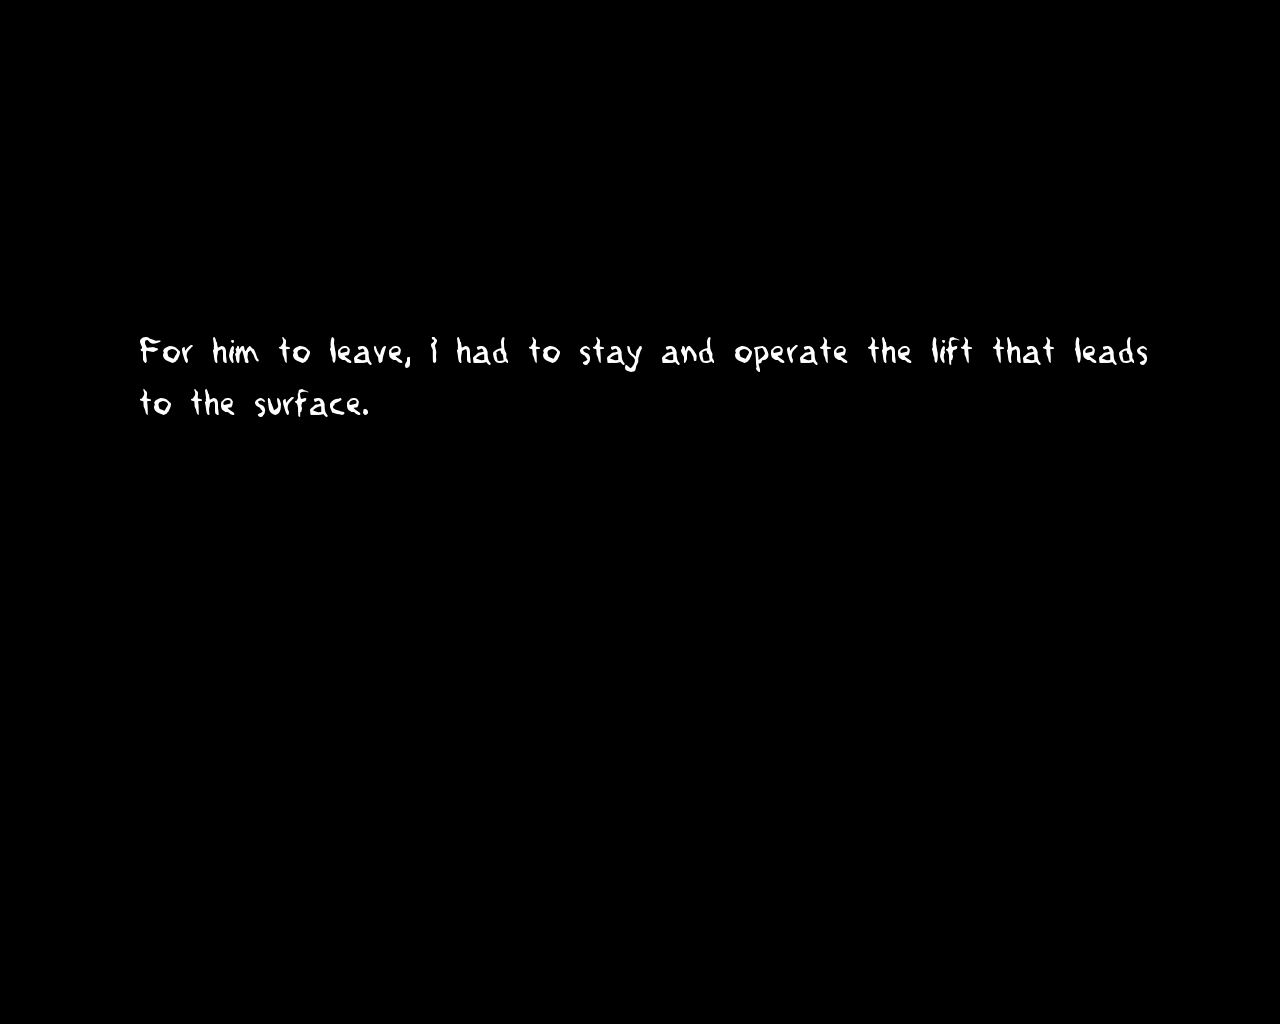 For him to leave, I had to stay and operate the lift that leads
to the surface.